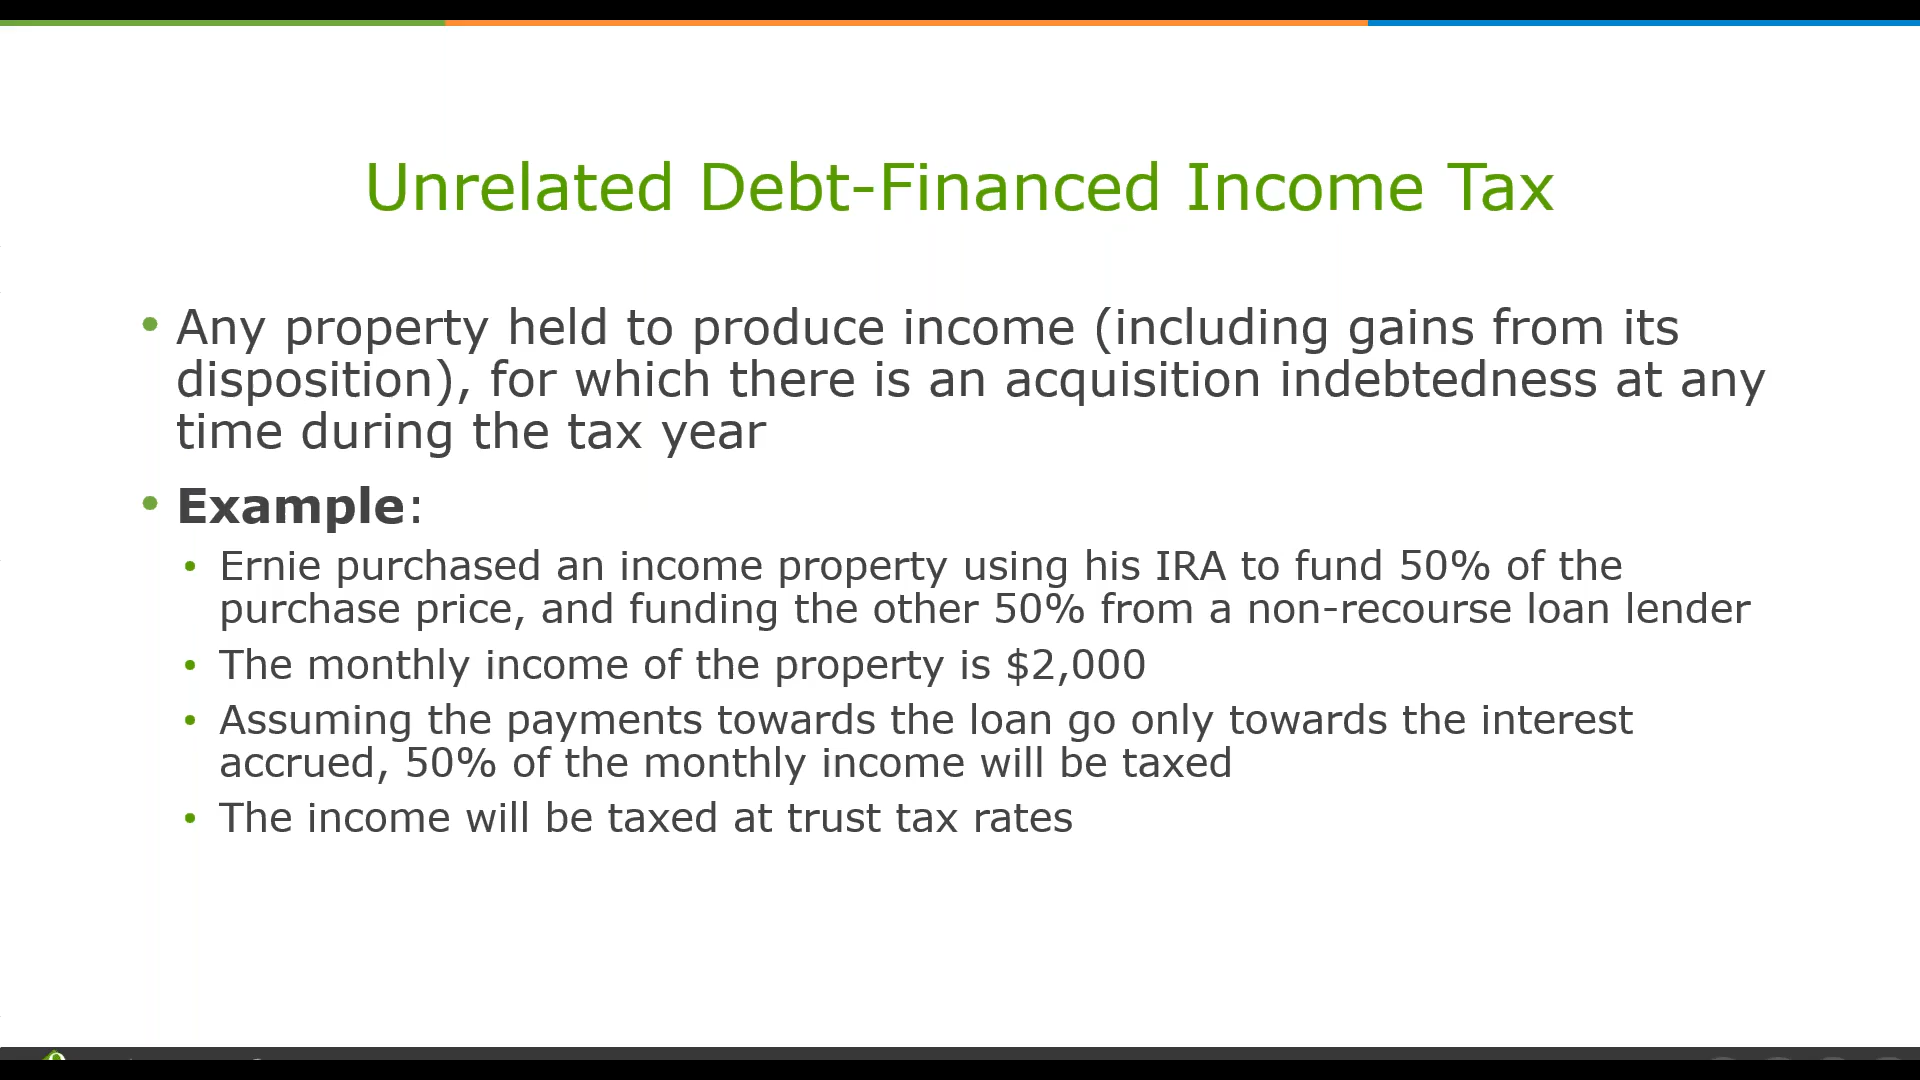 Unrelated Debt-Financed Income Tax
• Any property held to produce income (including gains from its
disposition), for which there is an acquisition indebtedness at any
time during the tax year
• Example:
• Ernie purchased an income property using his IRA to fund 50% of the
purchase price, and funding the other 50% from a non-recourse loan lender
• The monthly income of the property is $2,000
• Assuming the payments towards the loan go only towards the interest
accrued, 50% of the monthly income will be taxed
• The income will be taxed at trust tax rates